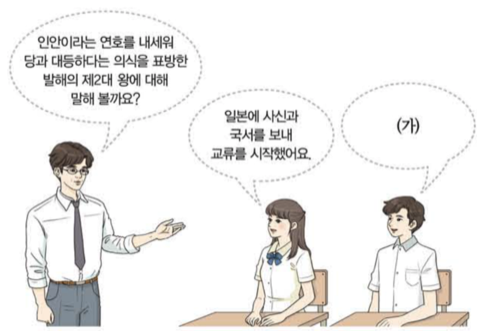 인안이라는 연호를 내세워
당과 대등하다는 의식을 표방한
발해의 제2대 왕에 대해
말해 볼까요?
일본에 사신과
국서를 보내
교류를 시작했어요.
(가)